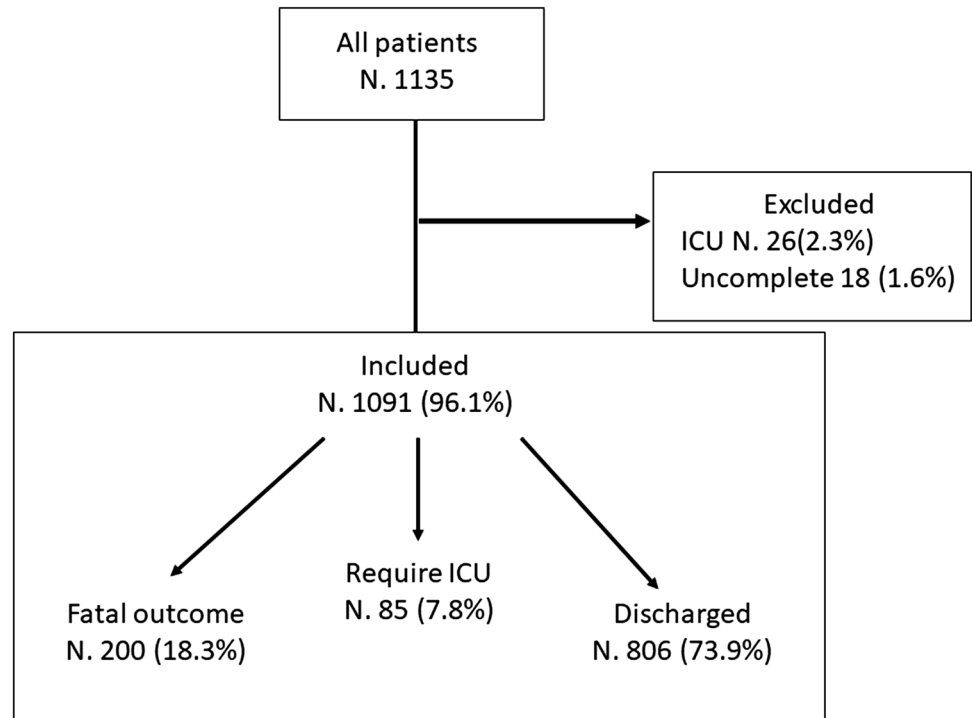 All patients
N. 1135
Excluded
ICU N. 26(2.3%)
Uncomplete 18 (1.6%)
Included
N. 1091 (96.1%)
Fatal outcome
N. 200 (18.3%)
Require ICU
N. 85 (7.8%)
Discharged
N. 806 (73.9%)